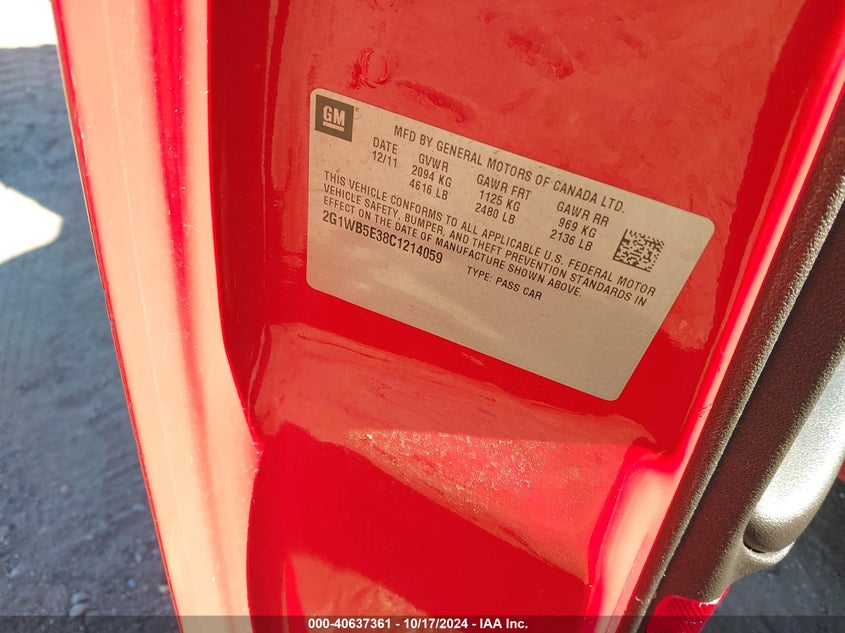 GM
MFD BY GENERAL MOTORS OF CANADA LTD.
DATE GVWR GAWR FRT GAWR RR
12/11 2094 KG 1125 KG 969 KG
4616 LB 2480 LB 2136 LB
THIS VEHICLE CONFORMS TO ALL APPLICABLE U.S. FEDERAL MOTOR
VEHICLE SAFETY, BUMPER, AND THEFT PREVENTION STANDARDS IN
EFFECT ON THE DATE OF MANUFACTURE SHOWN ABOVE.
2G1WB5E38C1214059
TYPE: PASS CAR
000-40637361 - 10/17/2024 - IAA Inc.